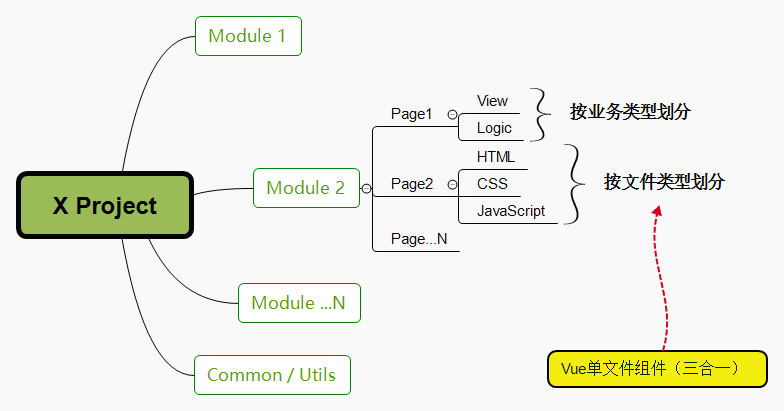 X Project
Module 1
Module 2
Page1
View
Logic
按业务类型划分
Page2
HTML
CSS
JavaScript
按文件类型划分
Page...N
Module ...N
Common / Utils
Vue单文件组件（三合一）